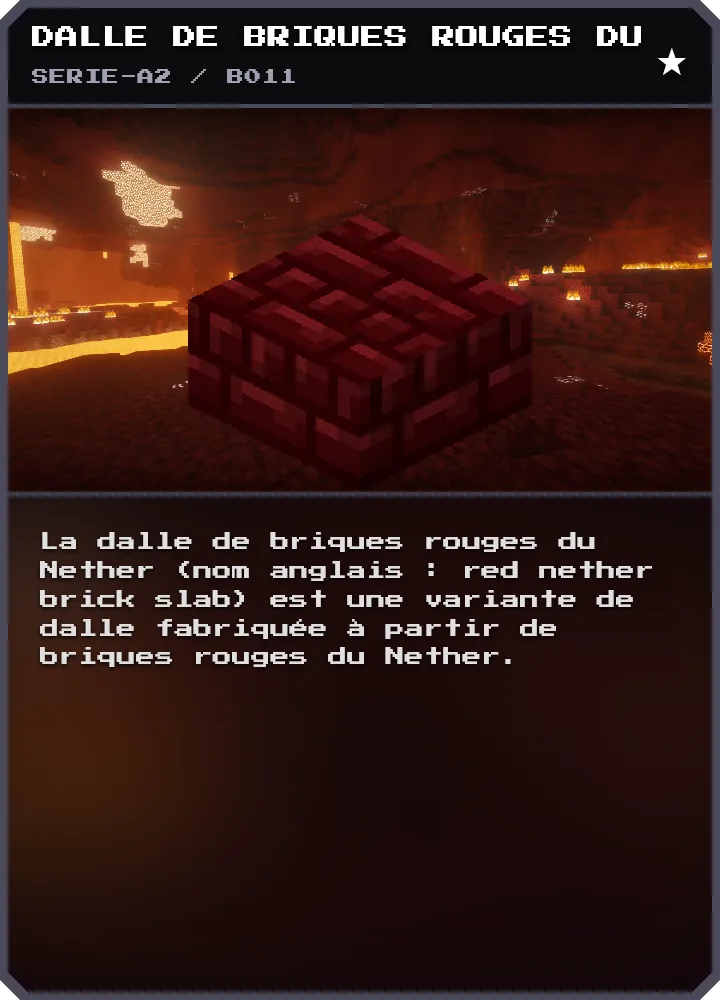 DALLE DE BRIQUES ROUGES DU
SERIE-A2 / B011
La dalle de briques rouges du
Nether (nom anglais : red nether
brick slab) est une variante de
dalle fabriquée à partir de
briques rouges du Nether.